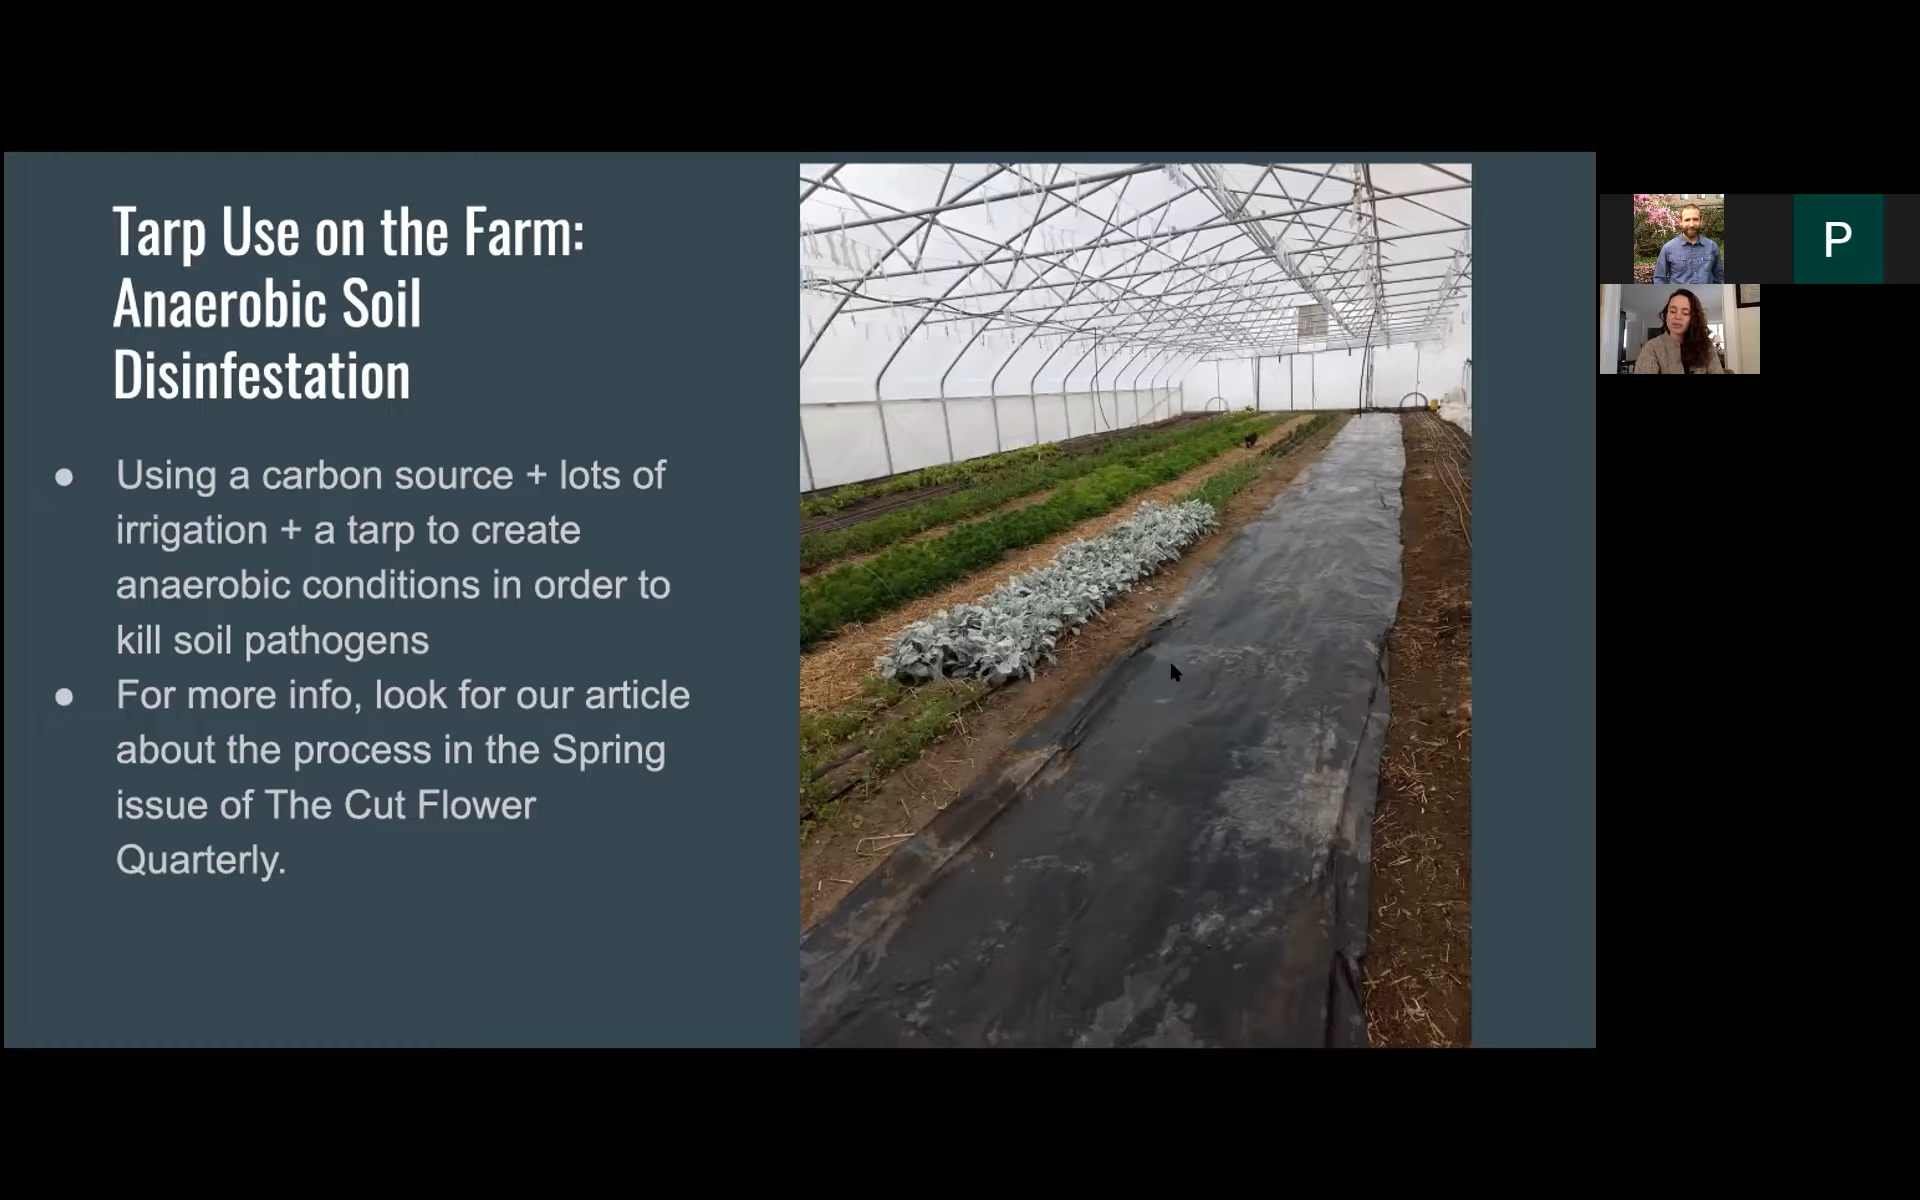 Tarp Use on the Farm:
Anaerobic Soil
Disinfestation
● Using a carbon source + lots of
irrigation + a tarp to create
anaerobic conditions in order to
kill soil pathogens
● For more info, look for our article
about the process in the Spring
issue of The Cut Flower
Quarterly.
P